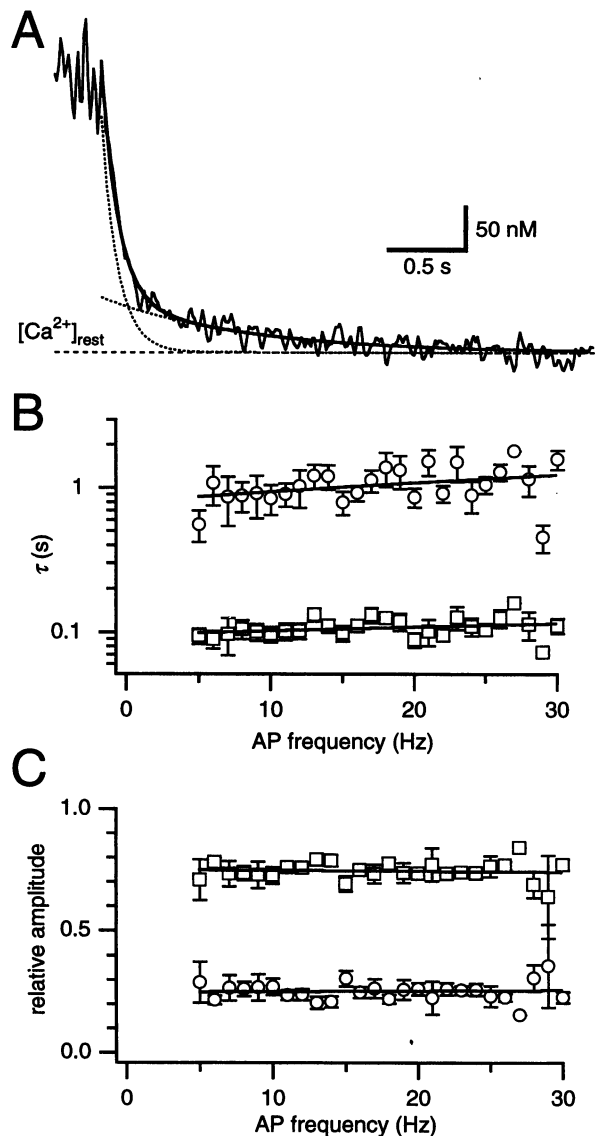 A
50 nM
0.5 s
[Ca²⁺]rest
B
1
τ (s)
0.1
0 10 20 30
AP frequency (Hz)
C
1.0
relative amplitude
0.5
0.0
0 10 20 30
AP frequency (Hz)